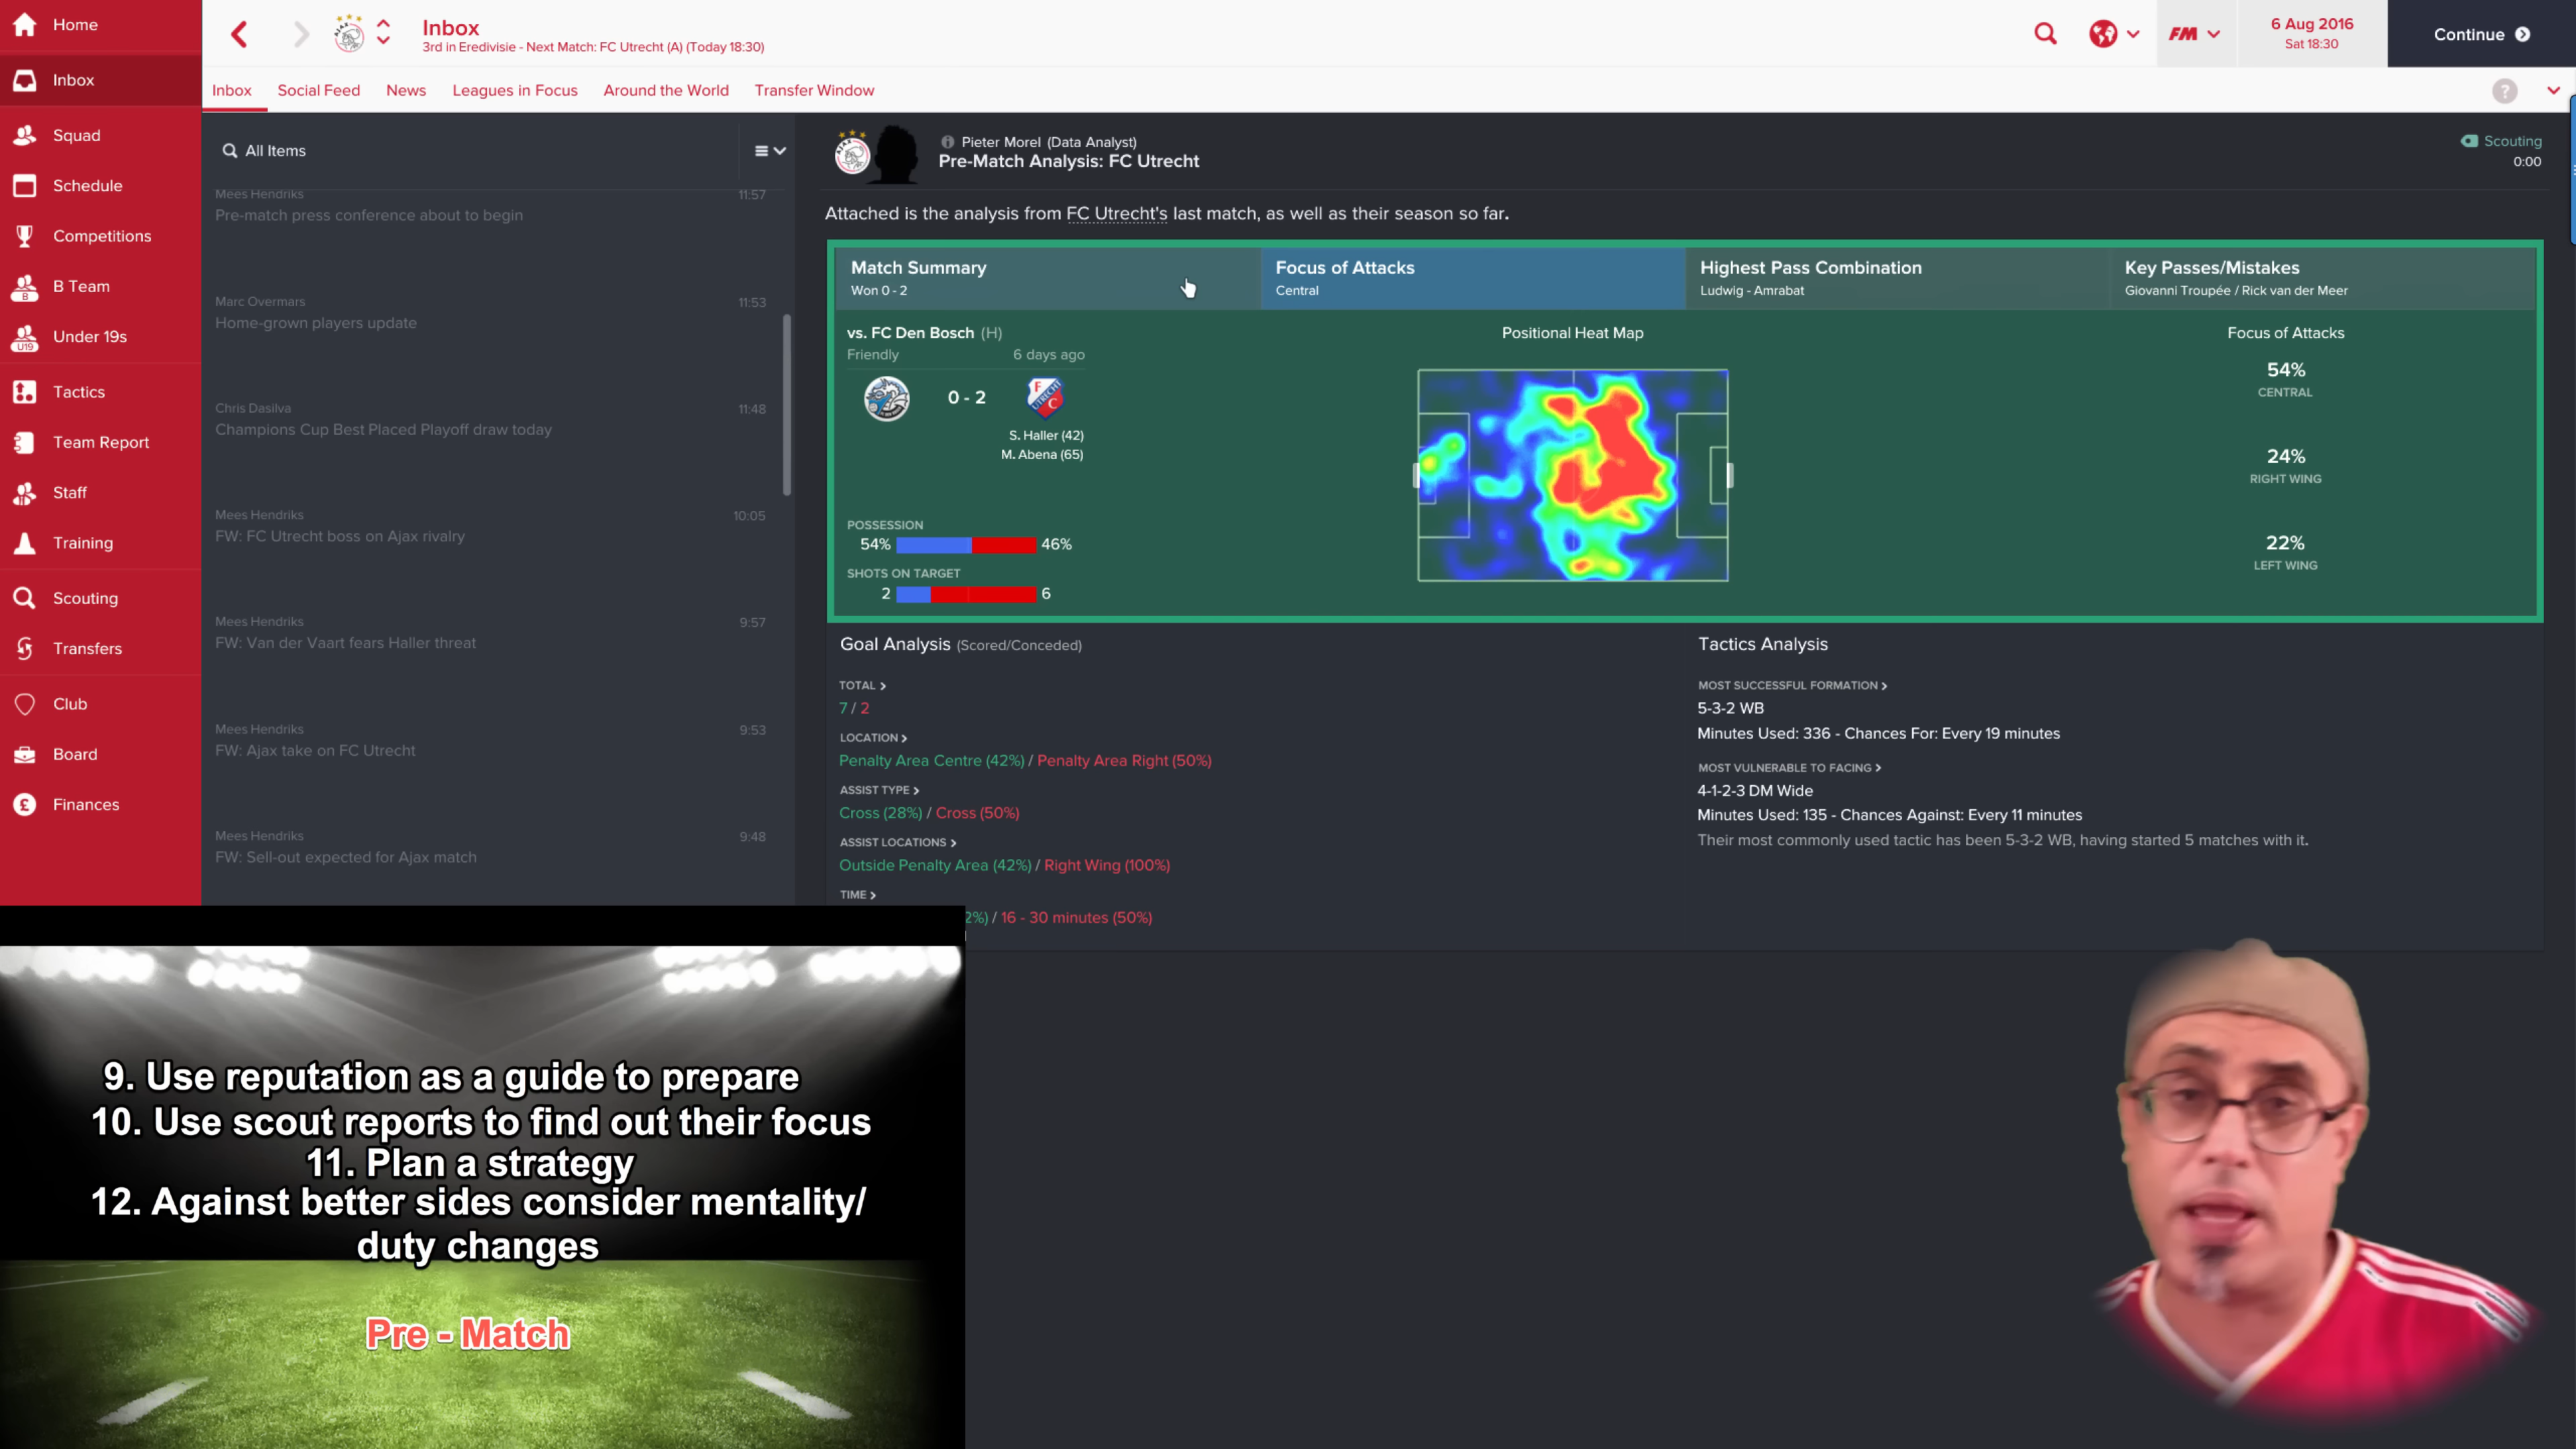 Home
Inbox
Squad
Schedule
Competitions
B
B Team
U19
Under 19s
Tactics
Team Report
Staff
Training
Scouting
Transfers
Club
Board
Finances
Inbox
3rd in Eredivisie - Next Match: FC Utrecht (A) (Today 18:30)
FM
6 Aug 2016
Sat 18:30
Continue
Inbox
Social Feed
News
Leagues in Focus
Around the World
Transfer Window
?
All Items
Mees Hendriks 11:57
Pre-match press conference about to begin
Marc Overmars 11:53
Home-grown players update
Chris Dasilva 11:48
Champions Cup Best Placed Playoff draw today
Mees Hendriks 10:05
FW: FC Utrecht boss on Ajax rivalry
Mees Hendriks 9:57
FW: Van der Vaart fears Haller threat
Mees Hendriks 9:53
FW: Ajax take on FC Utrecht
Mees Hendriks 9:48
FW: Sell-out expected for Ajax match
Pieter Morel (Data Analyst)
Pre-Match Analysis: FC Utrecht
Scouting
0:00
Attached is the analysis from FC Utrecht's last match, as well as their season so far.
Match Summary
Won 0 - 2
Focus of Attacks
Central
Highest Pass Combination
Ludwig - Amrabat
Key Passes/Mistakes
Giovanni Troupée / Rick van der Meer
vs. FC Den Bosch (H)
Friendly 6 days ago
0 - 2
S. Haller (42)
M. Abena (65)
POSSESSION
54% 46%
SHOTS ON TARGET
2 6
Positional Heat Map
Focus of Attacks
54%
CENTRAL
24%
RIGHT WING
22%
LEFT WING
Goal Analysis (Scored/Conceded)
TOTAL >
7 / 2
LOCATION >
Penalty Area Centre (42%) / Penalty Area Right (50%)
ASSIST TYPE >
Cross (28%) / Cross (50%)
ASSIST LOCATIONS >
Outside Penalty Area (42%) / Right Wing (100%)
TIME >
2%) / 16 - 30 minutes (50%)
Tactics Analysis
MOST SUCCESSFUL FORMATION >
5-3-2 WB
Minutes Used: 336 - Chances For: Every 19 minutes
MOST VULNERABLE TO FACING >
4-1-2-3 DM Wide
Minutes Used: 135 - Chances Against: Every 11 minutes
Their most commonly used tactic has been 5-3-2 WB, having started 5 matches with it.
9. Use reputation as a guide to prepare
10. Use scout reports to find out their focus
11. Plan a strategy
12. Against better sides consider mentality/
duty changes
Pre - Match